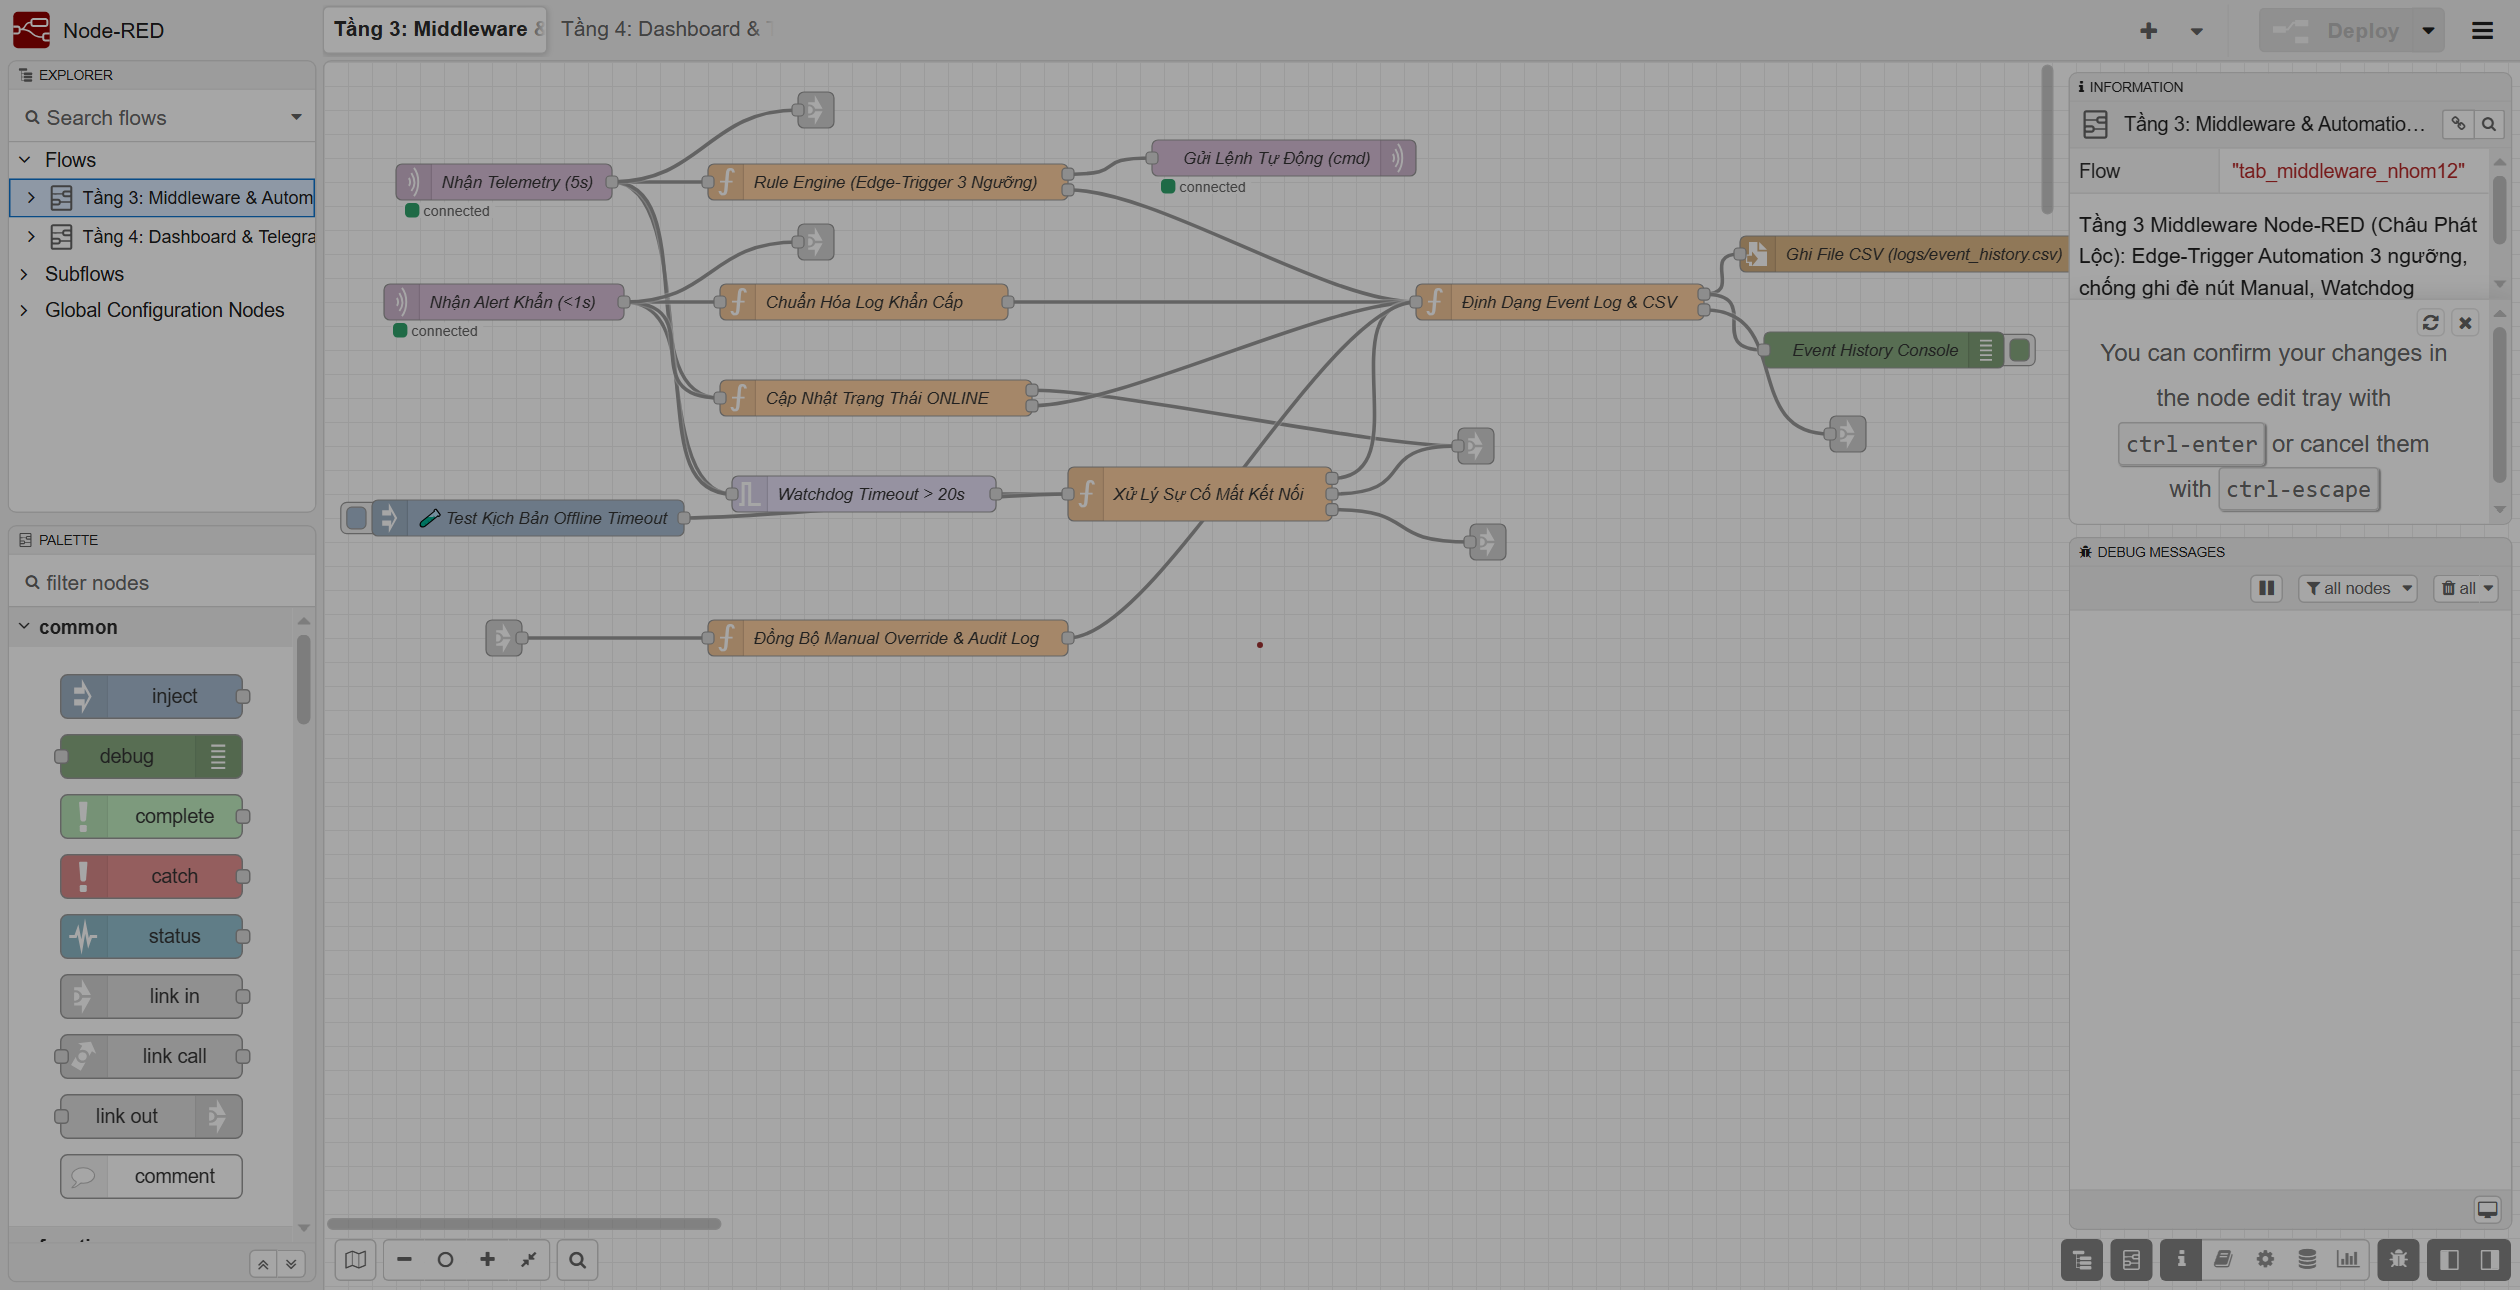 Node-RED
Tầng 3: Middleware &
Tầng 4: Dashboard &
Deploy
EXPLORER
Search flows
Flows
Tầng 3: Middleware & Autom
Tầng 4: Dashboard & Telegra
Subflows
Global Configuration Nodes
PALETTE
filter nodes
common
inject
debug
complete
catch
status
link in
link call
link out
comment
Nhận Telemetry (5s)
connected
Rule Engine (Edge-Trigger 3 Ngưỡng)
Gửi Lệnh Tự Động (cmd)
connected
Nhận Alert Khẩn (<1s)
connected
Chuẩn Hóa Log Khẩn Cấp
Định Dạng Event Log & CSV
Ghi File CSV (logs/event_history.csv)
Event History Console
Cập Nhật Trạng Thái ONLINE
Watchdog Timeout > 20s
Xử Lý Sự Cố Mất Kết Nối
Test Kịch Bản Offline Timeout
Đồng Bộ Manual Override & Audit Log
INFORMATION
Tầng 3: Middleware & Automatio...
Flow "tab_middleware_nhom12"
Tầng 3 Middleware Node-RED (Châu Phát
Lộc): Edge-Trigger Automation 3 ngưỡng,
chống ghi đè nút Manual, Watchdog
You can confirm your changes in
the node edit tray with
ctrl-enter or cancel them
with ctrl-escape
DEBUG MESSAGES
all nodes
all